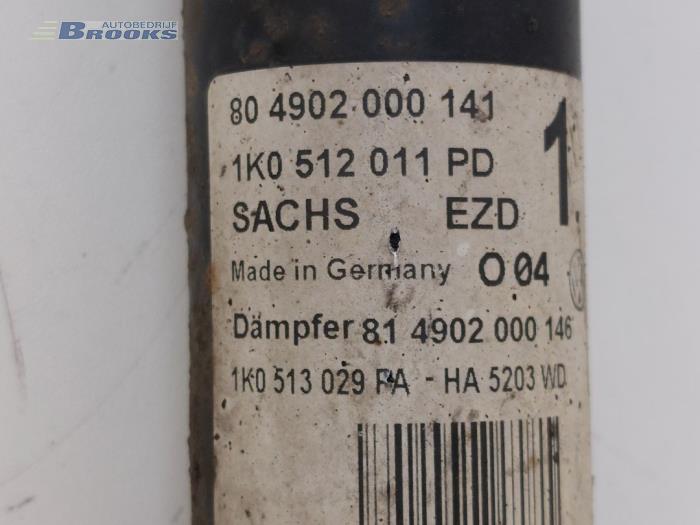 AUTOBEDRIJF
BROOKS
80 4902 000 141
1K0 512 011 PD
1.
SACHS EZD
Made in Germany O 04
Dämpfer 81 4902 000 146
1K0 513 029 PA - HA 5203 WD